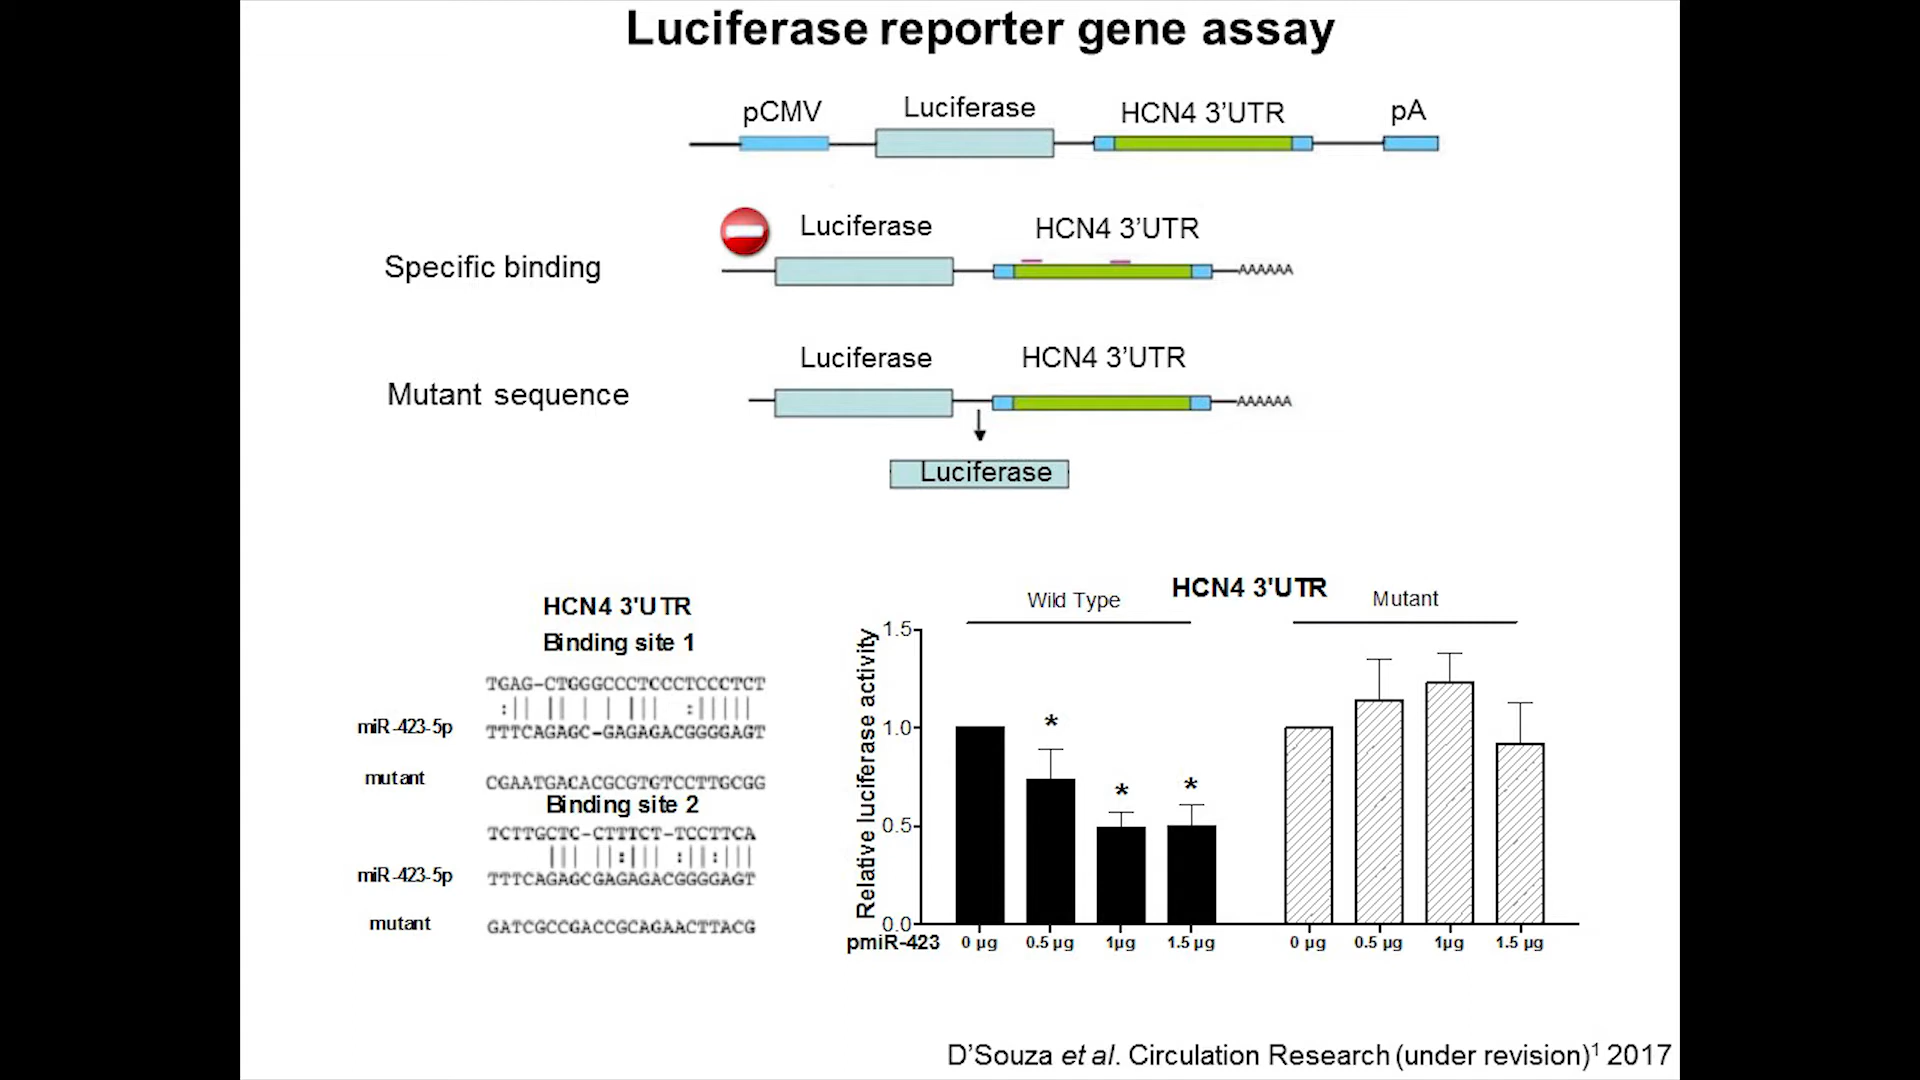 Luciferase reporter gene assay
pCMV Luciferase HCN4 3’UTR pA
Luciferase HCN4 3’UTR
Specific binding AAAAAA
Luciferase HCN4 3’UTR
Mutant sequence AAAAAA
Luciferase
HCN4 3'UTR
Binding site 1
TGAG-CTGGGCCCTCCCTCCCTCT
miR-423-5p TTTCAGAGC-GAGAGACGGGGAGT
mutant CGAATGACACGCGTGTCCTTGCGG
Binding site 2
TCTTGCTC-CTTTCT-TCCTTCA
miR-423-5p TTTCAGAGCGAGAGACGGGGAGT
mutant GATCGCCGACCGCAGAACTTACG
HCN4 3'UTR
Wild Type Mutant
Relative luciferase activity
1.5
1.0
0.5
0.0
* * *
pmiR-423 0 µg 0.5 µg 1µg 1.5 µg 0 µg 0.5 µg 1µg 1.5 µg
D’Souza et al. Circulation Research (under revision)1 2017